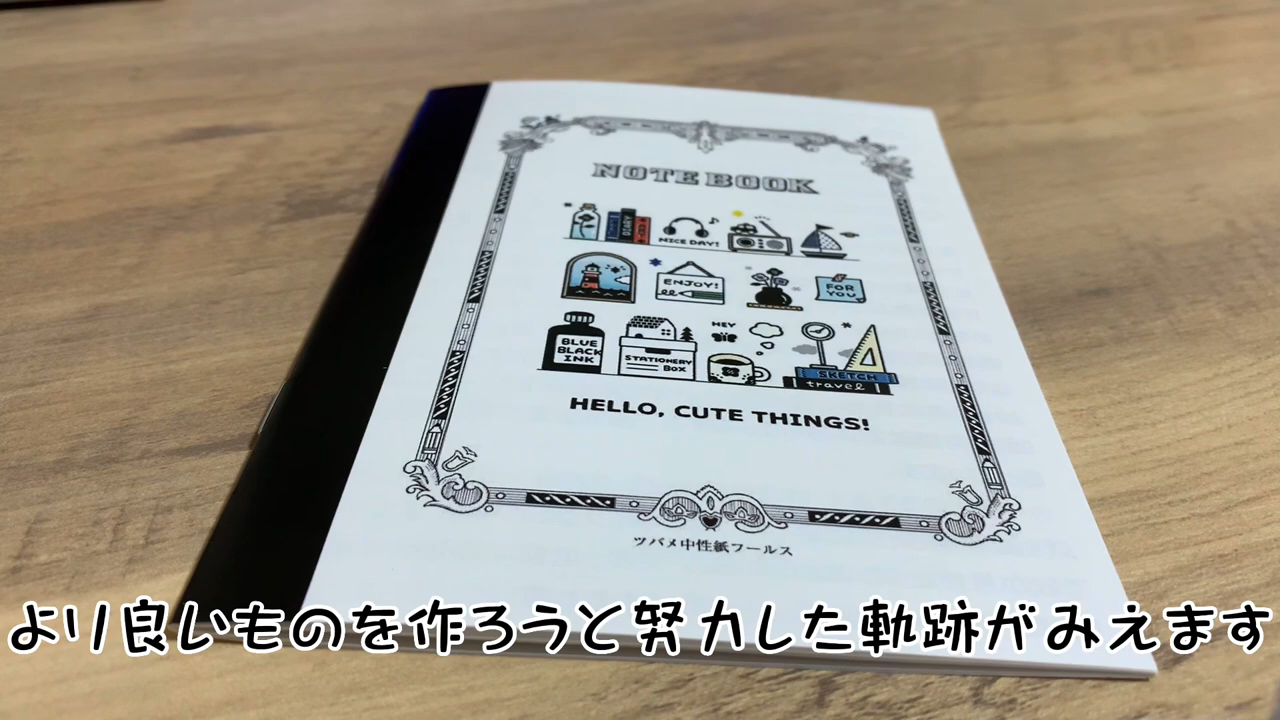 NOTE BOOK
DIARY
NICE DAY!
ENJOY!
FOR
YOU
HEY
BLUE
BLACK
INK
STATIONERY
BOX
SKETCH
travel
HELLO, CUTE THINGS!
ツバメ中性紙フールス
より良いものを作ろうと努力した軌跡がみえます